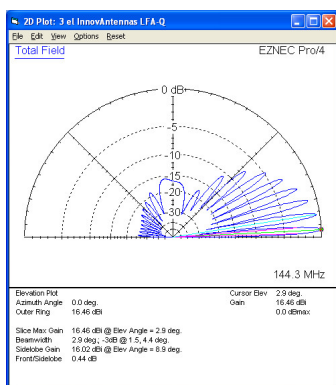 2D Plot: 3 el InnovAntennas LFA-Q
File Edit View Options Reset
Total Field
EZNEC Pro/4
0 dB
-5
-10
-15
-20
-30
144.3 MHz
Elevation Plot
Azimuth Angle 0.0 deg.
Outer Ring 16.46 dBi
Cursor Elev 2.9 deg.
Gain 16.46 dBi
0.0 dBmax
Slice Max Gain 16.46 dBi @ Elev Angle = 2.9 deg.
Beamwidth 2.9 deg.; -3dB @ 1.5, 4.4 deg.
Sidelobe Gain 16.02 dBi @ Elev Angle = 8.9 deg.
Front/Sidelobe 0.44 dB